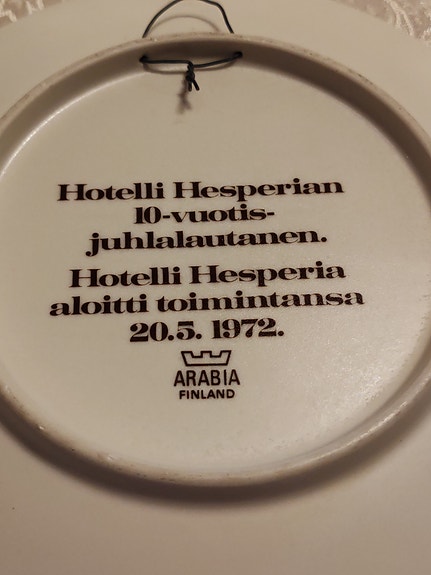 Hotelli Hesperian
10-vuotis-
juhlalautanen.
Hotelli Hesperia
aloitti toimintansa
20.5. 1972.
ARABIA
FINLAND